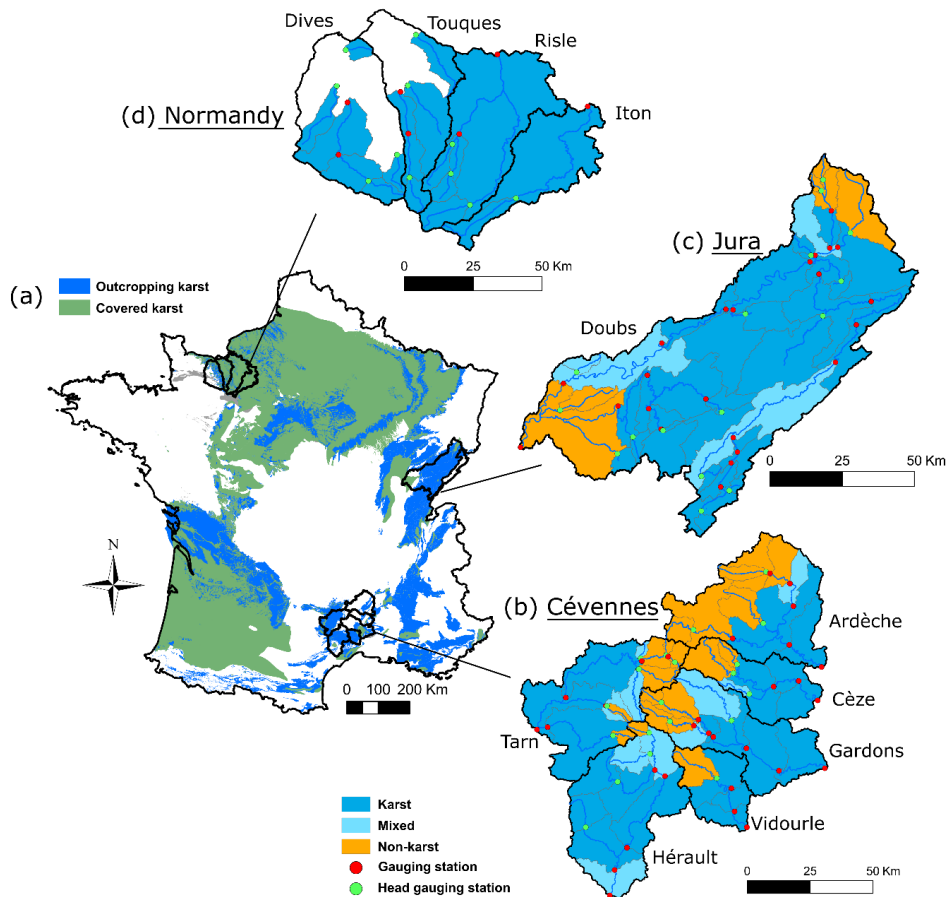 Dives
Touques
Risle
(d) Normandy
Iton
0 25 50 Km
(c) Jura
(a)
Outcropping karst
Covered karst
Doubs
0 25 50 Km
N
(b) Cévennes
Ardèche
0 100 200 Km
Cèze
Tarn
Gardons
Karst
Mixed
Non-karst
Gauging station
Head gauging station
Vidourle
Hérault
0 25 50 Km